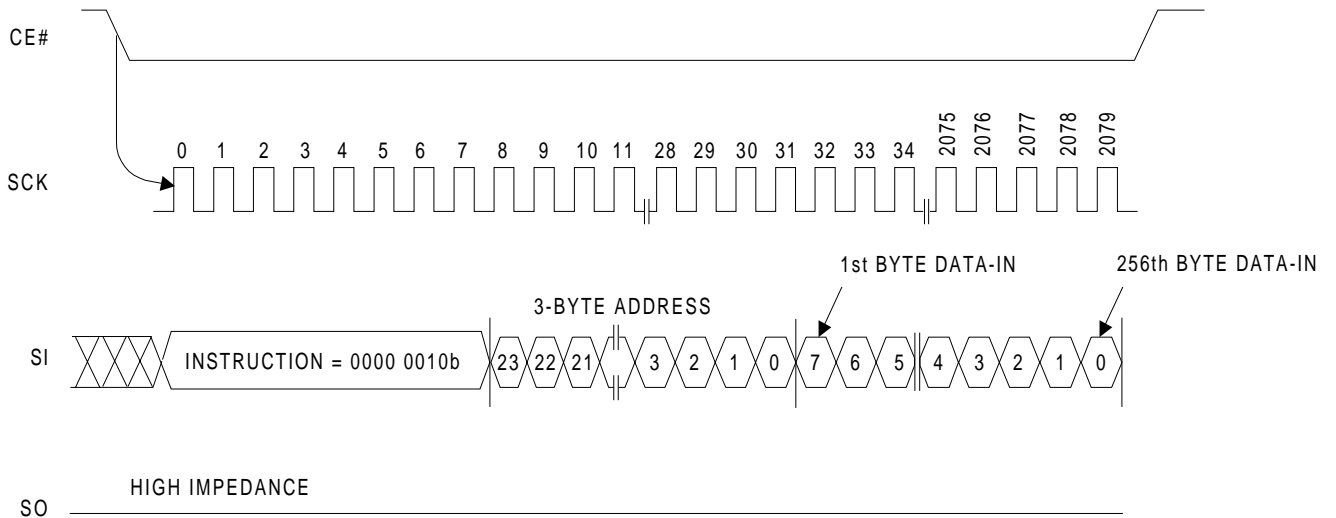 CE#
SCK
0 1 2 3 4 5 6 7 8 9 10 11 28 29 30 31 32 33 34 2075 2076 2077 2078 2079
1st BYTE DATA-IN 256th BYTE DATA-IN
3-BYTE ADDRESS
SI INSTRUCTION = 0000 0010b 23 22 21 3 2 1 0 7 6 5 4 3 2 1 0
HIGH IMPEDANCE
SO